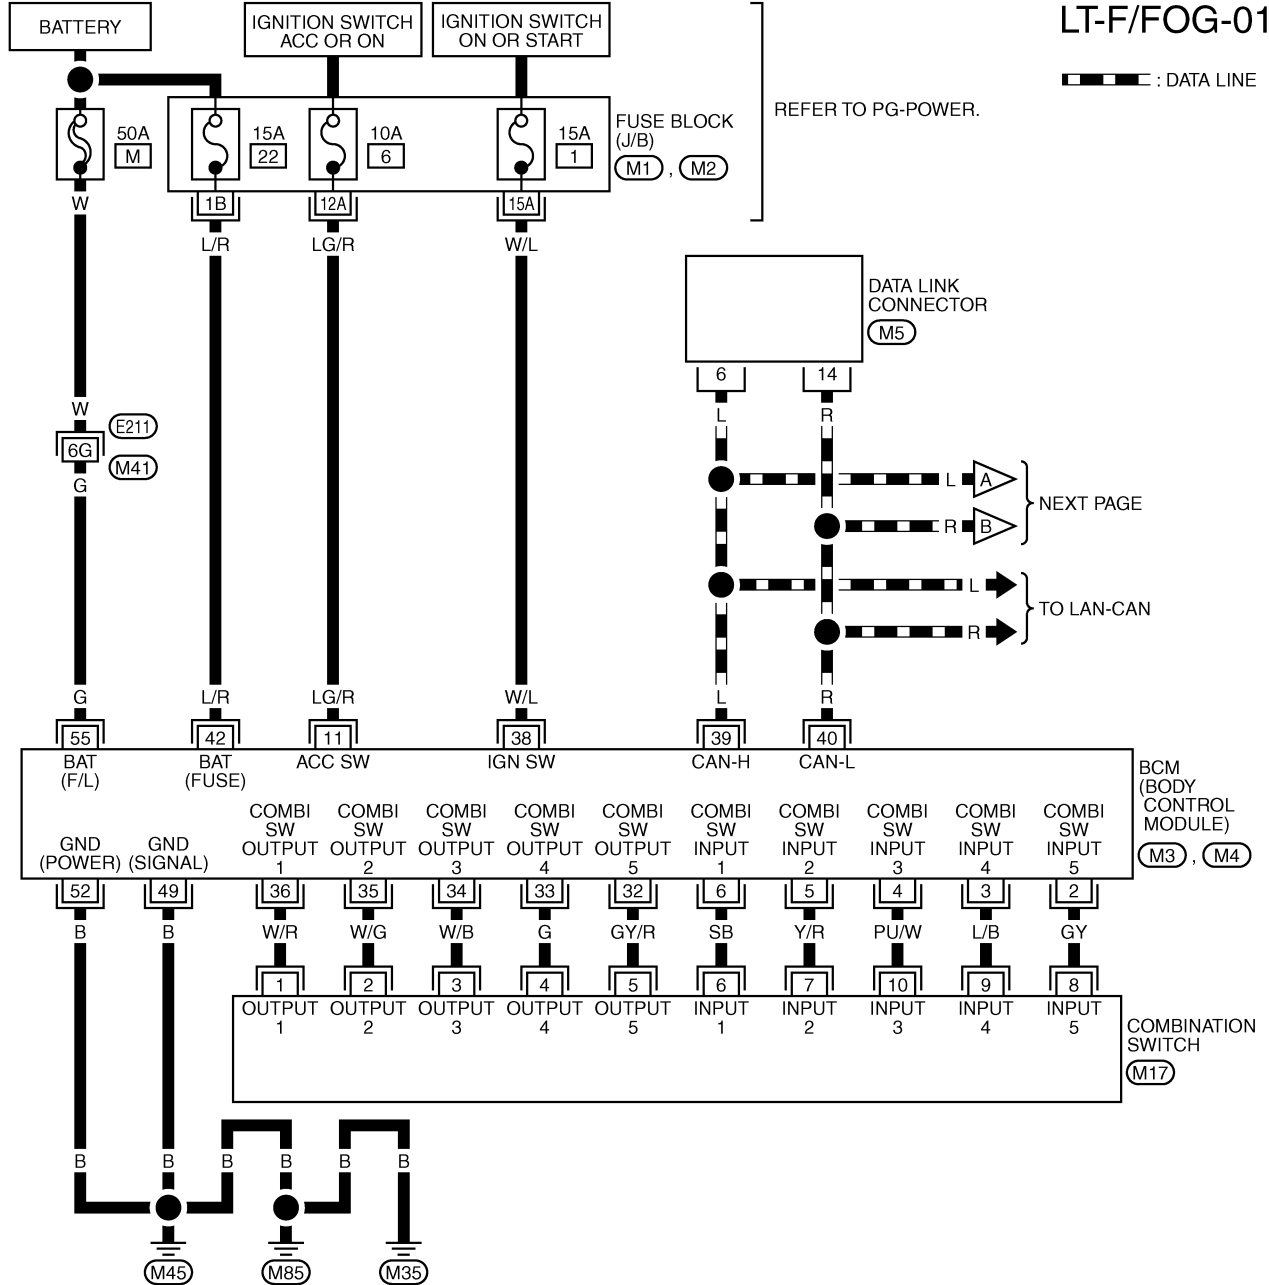 LT-F/FOG-01
BATTERY
IGNITION SWITCH
ACC OR ON
IGNITION SWITCH
ON OR START
: DATA LINE
REFER TO PG-POWER.
50A
M
15A
22
10A
6
15A
1
FUSE BLOCK
(J/B)
M1 , M2
W
1B
12A
15A
L/R
LG/R
W/L
DATA LINK
CONNECTOR
M5
6
14
L
R
W
E211
6G
M41
G
L
A
R
B
NEXT PAGE
L
R
TO LAN-CAN
G
L/R
LG/R
W/L
L
R
55
42
11
38
39
40
BAT
(F/L)
BAT
(FUSE)
ACC SW
IGN SW
CAN-H
CAN-L
BCM
(BODY
CONTROL
MODULE)
M3 , M4
GND
(POWER)
GND
(SIGNAL)
COMBI
SW
OUTPUT
1
COMBI
SW
OUTPUT
2
COMBI
SW
OUTPUT
3
COMBI
SW
OUTPUT
4
COMBI
SW
OUTPUT
5
COMBI
SW
INPUT
1
COMBI
SW
INPUT
2
COMBI
SW
INPUT
3
COMBI
SW
INPUT
4
COMBI
SW
INPUT
5
52
49
36
35
34
33
32
6
5
4
3
2
B
B
W/R
W/G
W/B
G
GY/R
SB
Y/R
PU/W
L/B
GY
1
2
3
4
5
6
7
10
9
8
OUTPUT
1
OUTPUT
2
OUTPUT
3
OUTPUT
4
OUTPUT
5
INPUT
1
INPUT
2
INPUT
3
INPUT
4
INPUT
5
COMBINATION
SWITCH
M17
B
B
B
B
B
B
M45
M85
M35